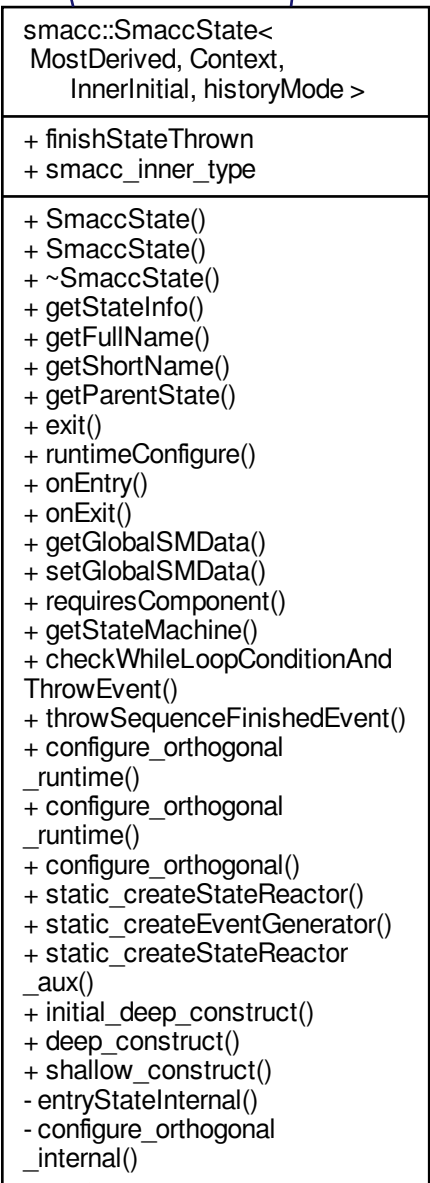 smacc::SmaccState<
MostDerived, Context,
InnerInitial, historyMode >
+ finishStateThrown
+ smacc_inner_type
+ SmaccState()
+ SmaccState()
+ ~SmaccState()
+ getStateInfo()
+ getFullName()
+ getShortName()
+ getParentState()
+ exit()
+ runtimeConfigure()
+ onEntry()
+ onExit()
+ getGlobalSMData()
+ setGlobalSMData()
+ requiresComponent()
+ getStateMachine()
+ checkWhileLoopConditionAnd
ThrowEvent()
+ throwSequenceFinishedEvent()
+ configure_orthogonal
_runtime()
+ configure_orthogonal
_runtime()
+ configure_orthogonal()
+ static_createStateReactor()
+ static_createEventGenerator()
+ static_createStateReactor
_aux()
+ initial_deep_construct()
+ deep_construct()
+ shallow_construct()
- entryStateInternal()
- configure_orthogonal
_internal()